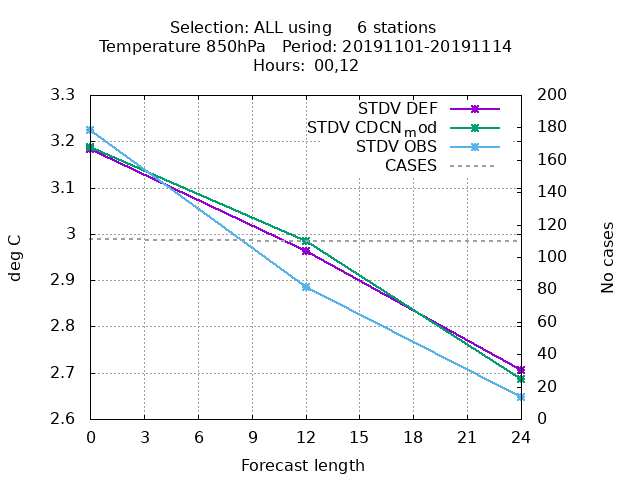 Selection: ALL using 6 stations
Temperature 850hPa Period: 20191101-20191114
Hours: 00,12
STDV DEF
STDV CDCNmod
STDV OBS
CASES
3.3
3.2
3.1
3
2.9
2.8
2.7
2.6
200
180
160
140
120
100
80
60
40
20
0
deg C
No cases
0 3 6 9 12 15 18 21 24
Forecast length